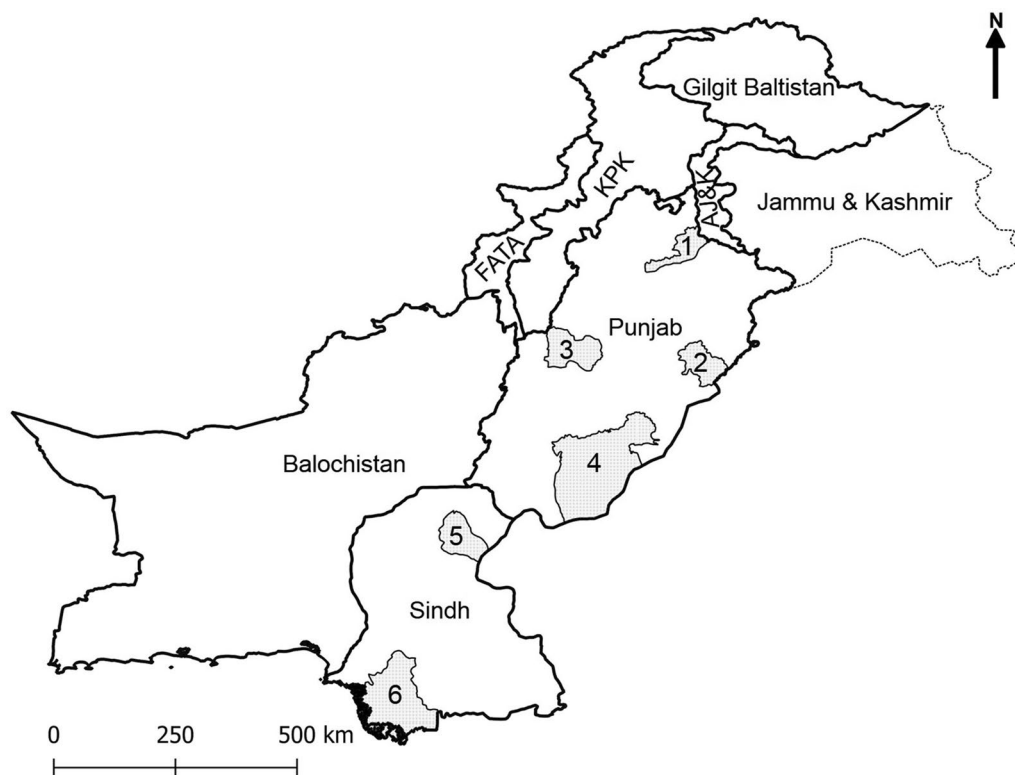 N
Gilgit Baltistan
KPK
AJ&K
Jammu & Kashmir
FATA
1
Punjab
3
2
Balochistan
4
5
Sindh
6
0 250 500 km